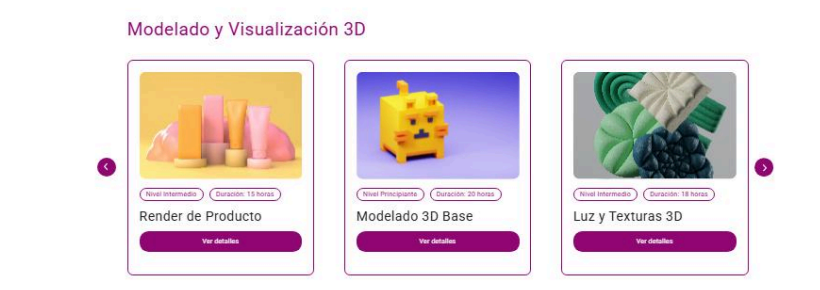 Modelado y Visualización 3D
Nivel Intermedio Duración: 15 horas
Render de Producto
Ver detalles
Nivel Principiante Duración: 20 horas
Modelado 3D Base
Ver detalles
Nivel Intermedio Duración: 18 horas
Luz y Texturas 3D
Ver detalles